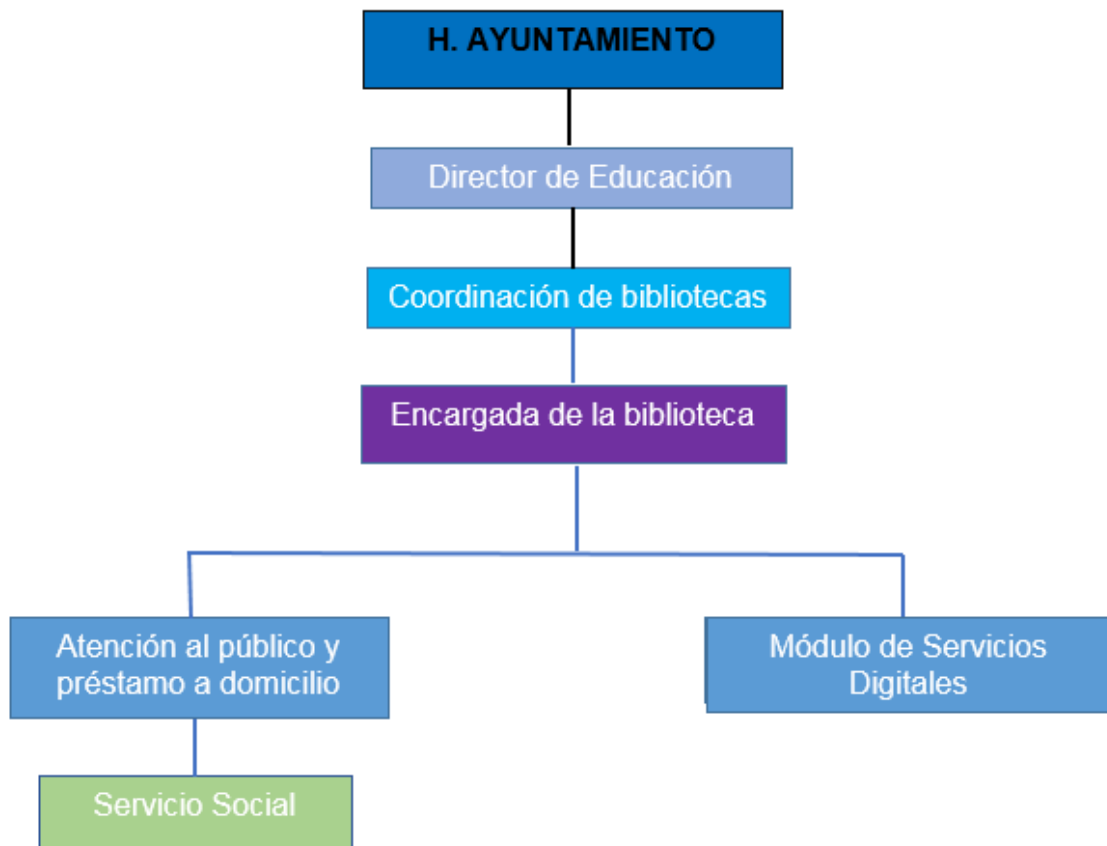 H. AYUNTAMIENTO
Director de Educación
Coordinación de bibliotecas
Encargada de la biblioteca
Atención al público y
préstamo a domicilio
Módulo de Servicios
Digitales
Servicio Social